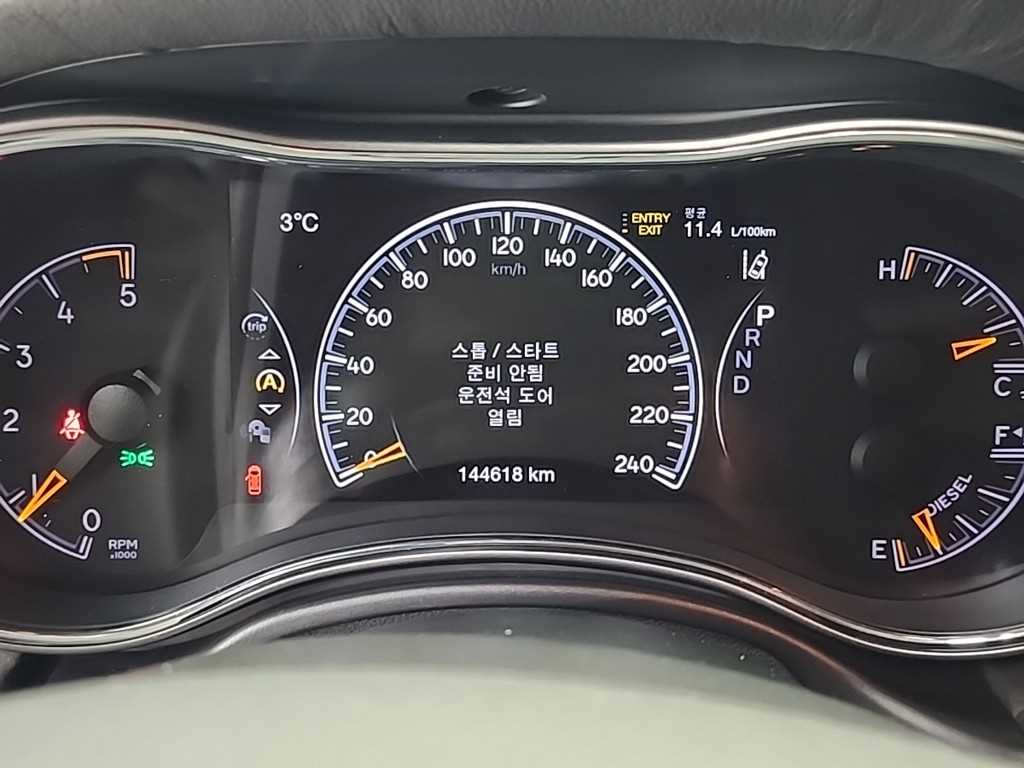 3°C
ENTRY
EXIT
평균
11.4 L/100km
0
20
40
60
80
100
120
140
160
180
200
220
240
km/h
trip
A
스톱 / 스타트
준비 안됨
운전석 도어
열림
144618 km
P
R
N
D
5
4
3
2
1
0
RPM
x1000
H
C
F
DIESEL
E